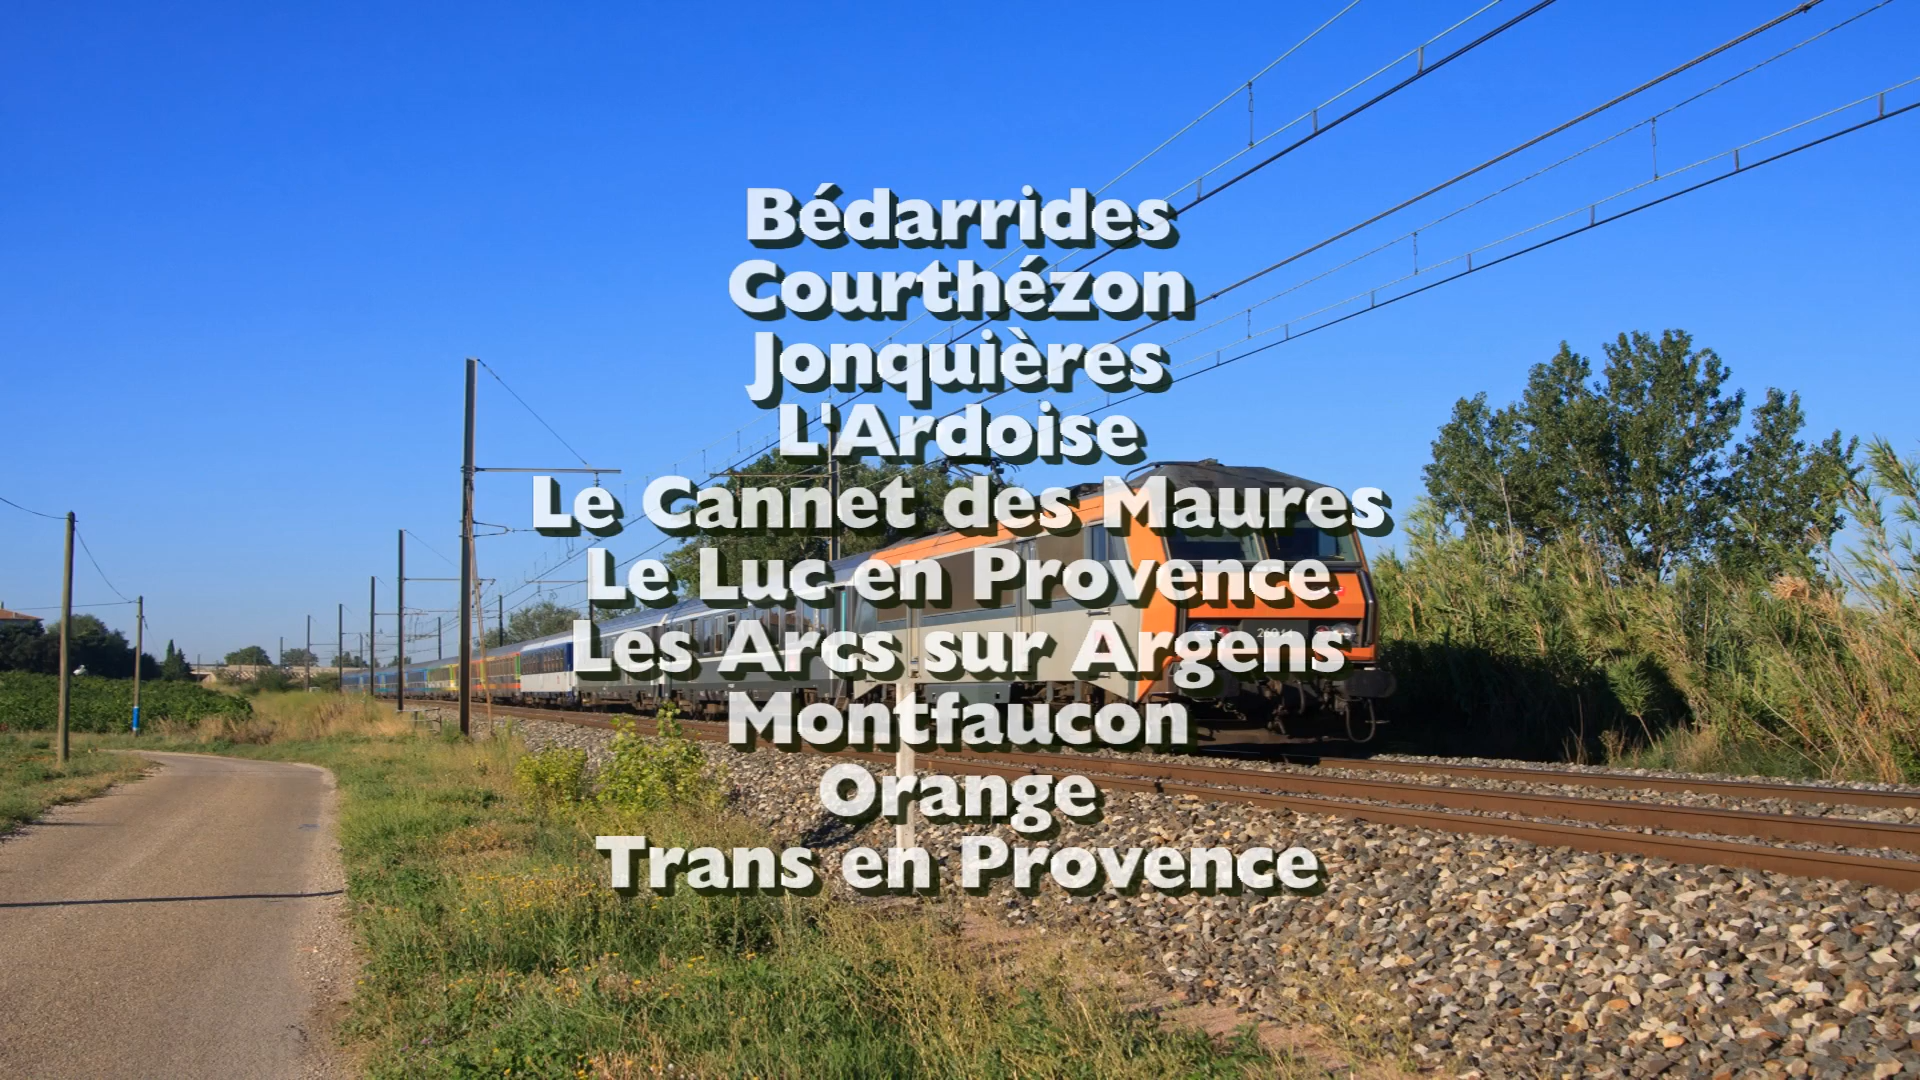 Bédarrides
Courthézon
Jonquières
L'Ardoise
Le Cannet des Maures
Le Luc en Provence
Les Arcs sur Argens
Montfaucon
Orange
Trans en Provence